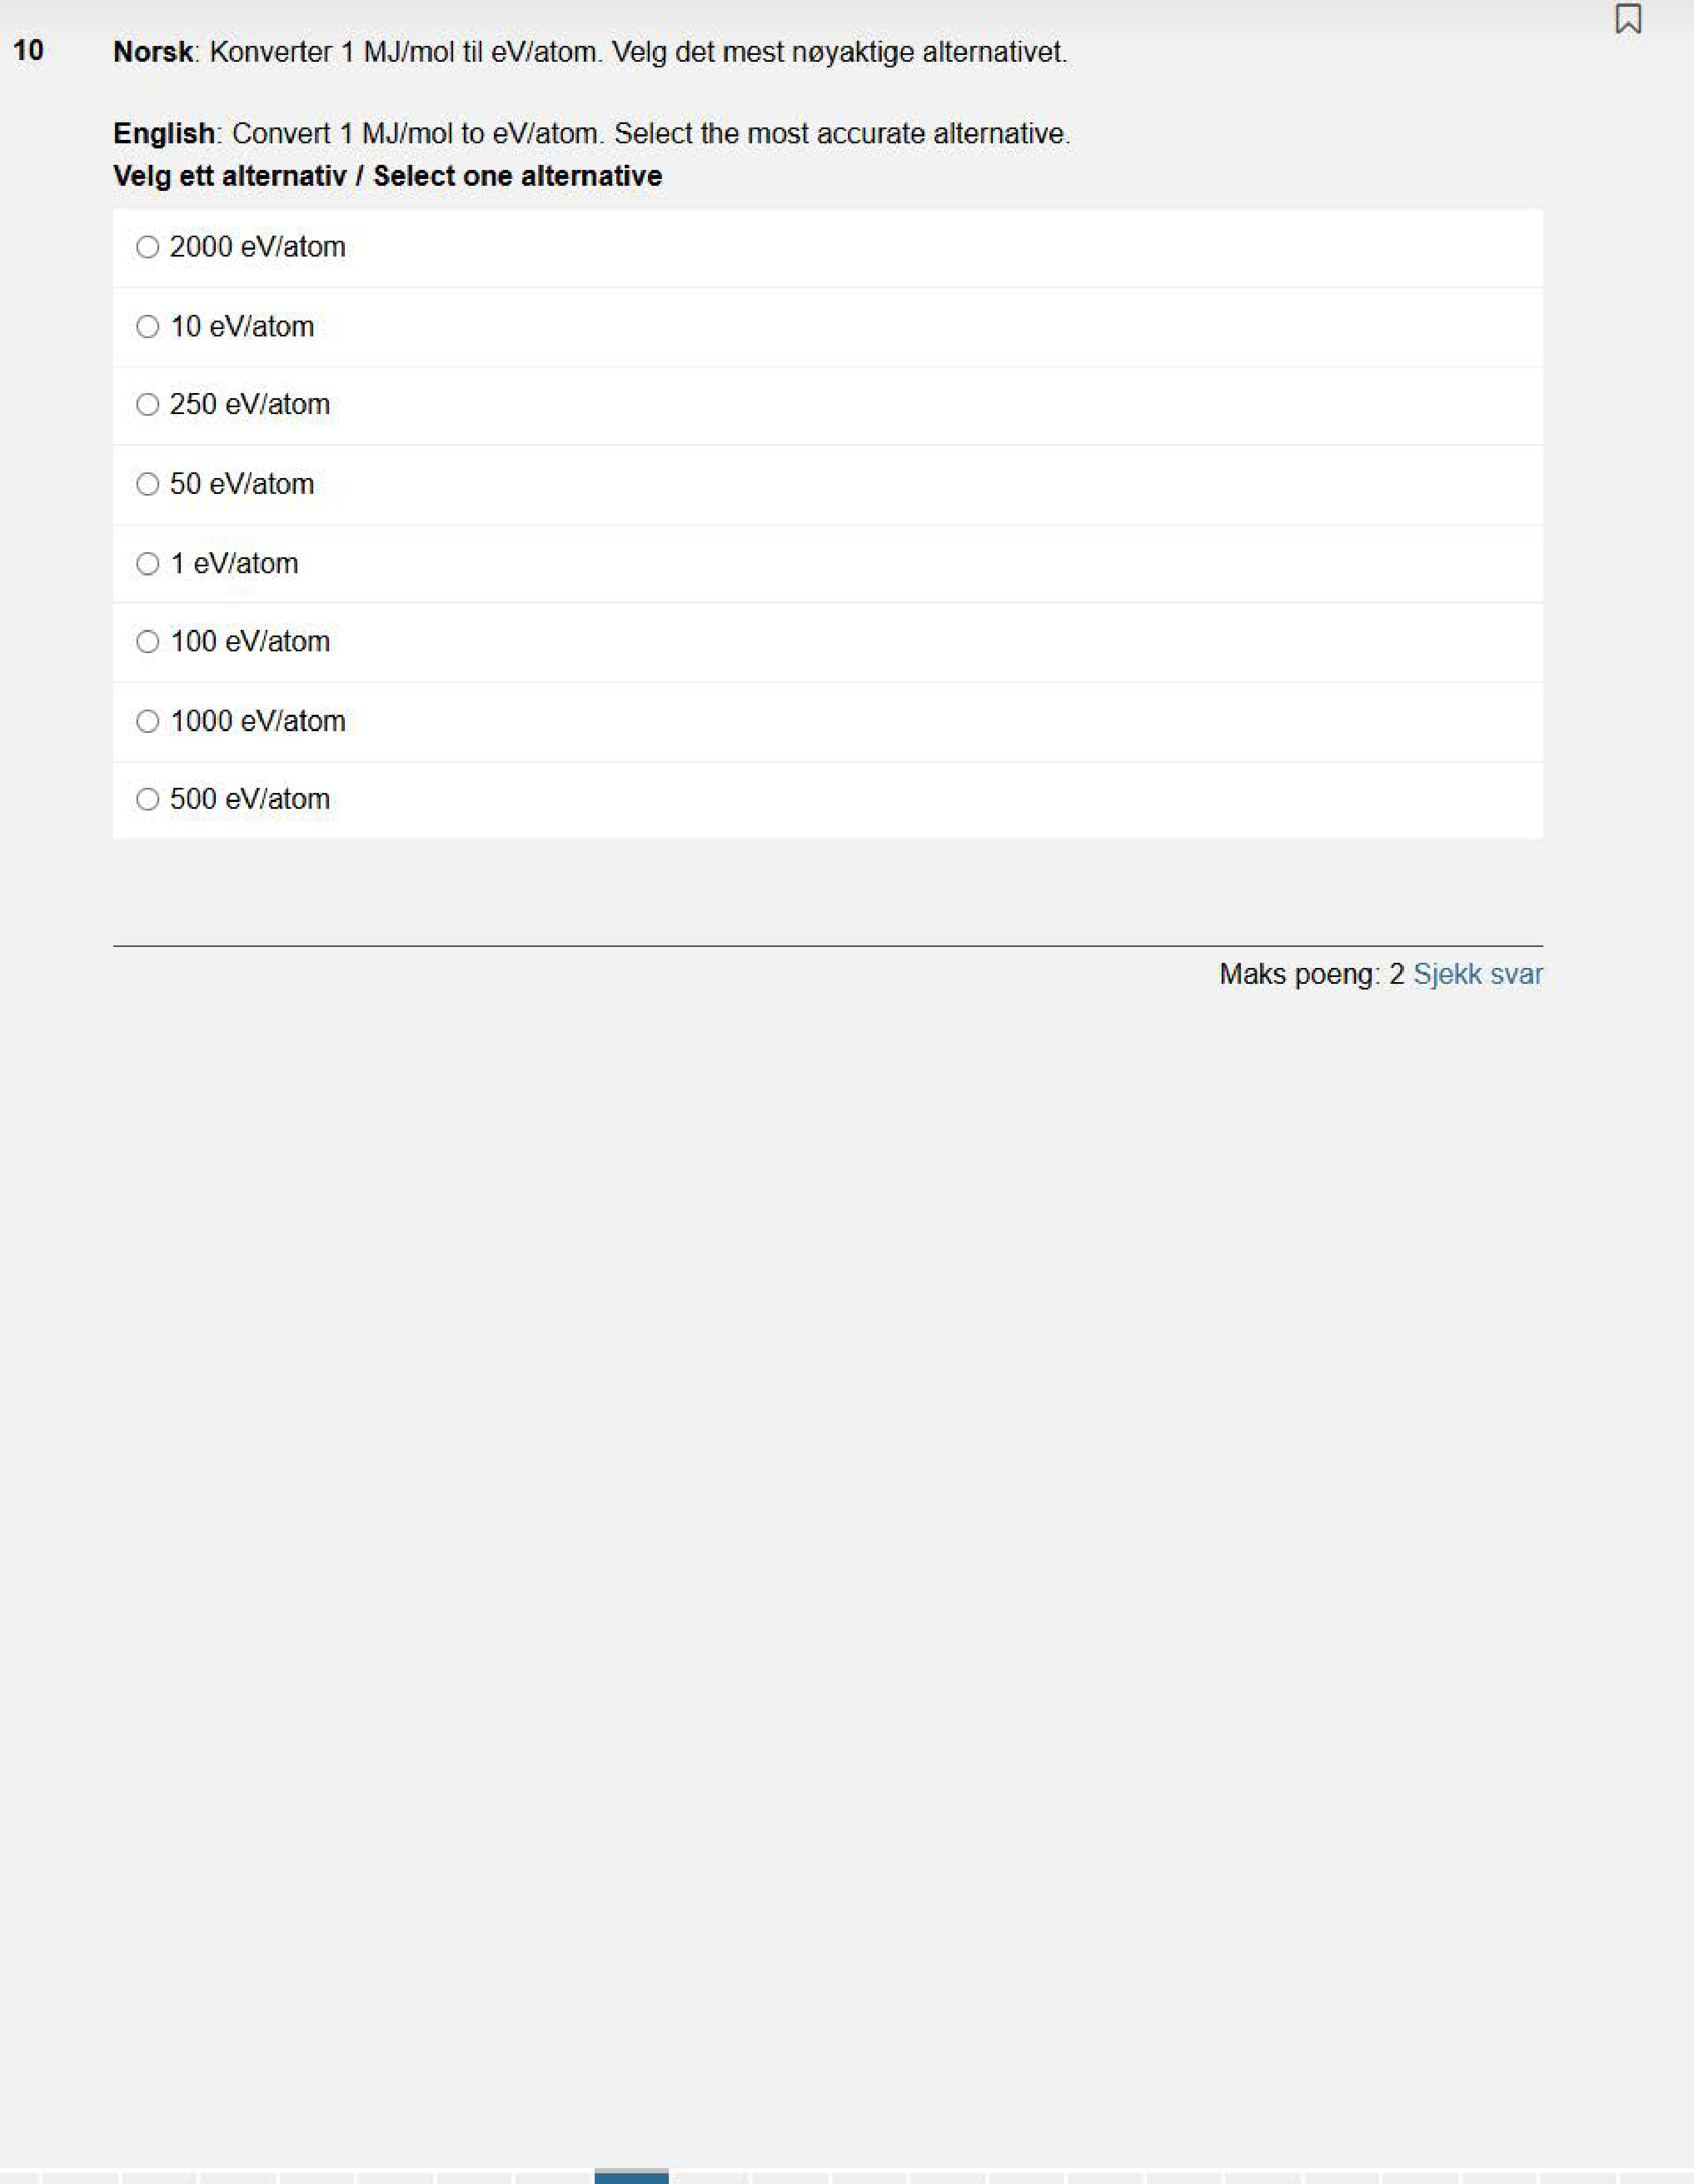 10 Norsk: Konverter 1 MJ/mol til eV/atom. Velg det mest nøyaktige alternativet.
English: Convert 1 MJ/mol to eV/atom. Select the most accurate alternative.
Velg ett alternativ / Select one alternative
2000 eV/atom
10 eV/atom
250 eV/atom
50 eV/atom
1 eV/atom
100 eV/atom
1000 eV/atom
500 eV/atom
Maks poeng: 2 Sjekk svar